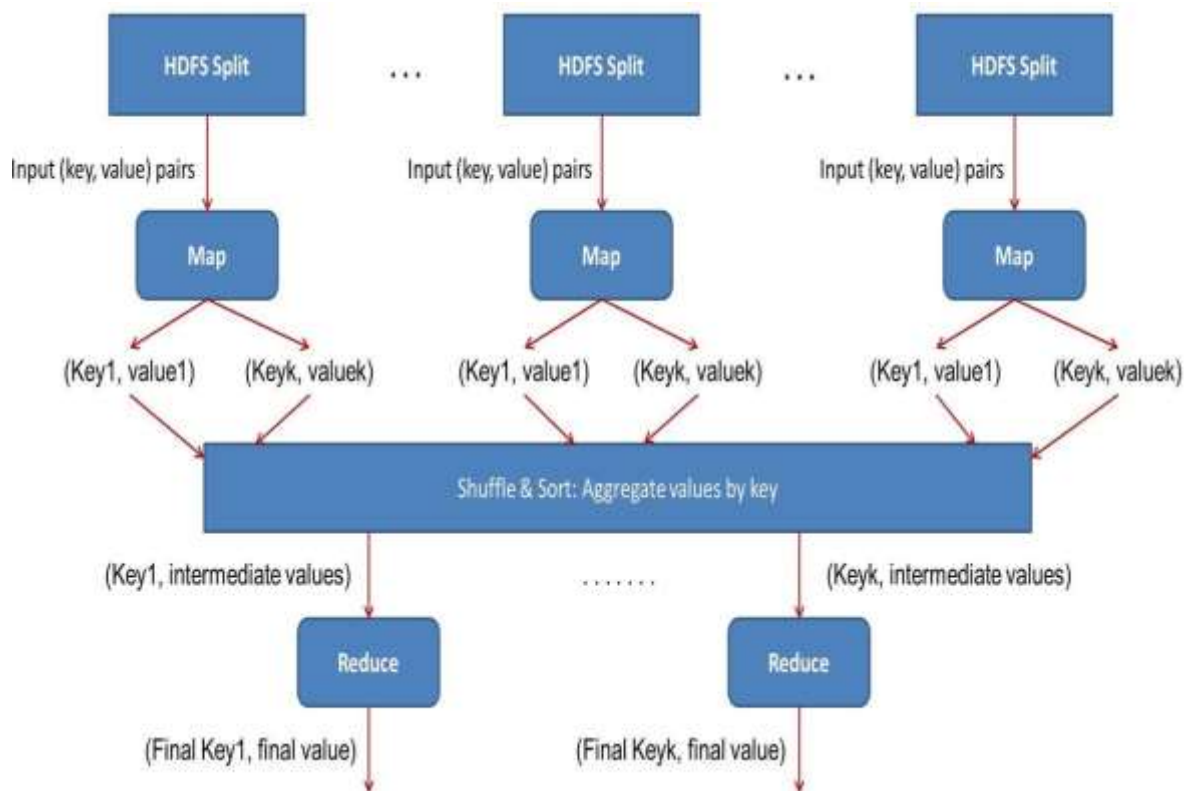 HDFS Split
...
HDFS Split
...
HDFS Split
Input (key, value) pairs
Input (key, value) pairs
Input (key, value) pairs
Map
Map
Map
(Key1, value1)
(Keyk, valuek)
(Key1, value1)
(Keyk, valuek)
(Key1, value1)
(Keyk, valuek)
Shuffle & Sort: Aggregate values by key
(Key1, intermediate values)
.......
(Keyk, intermediate values)
Reduce
Reduce
(Final Key1, final value)
(Final Keyk, final value)